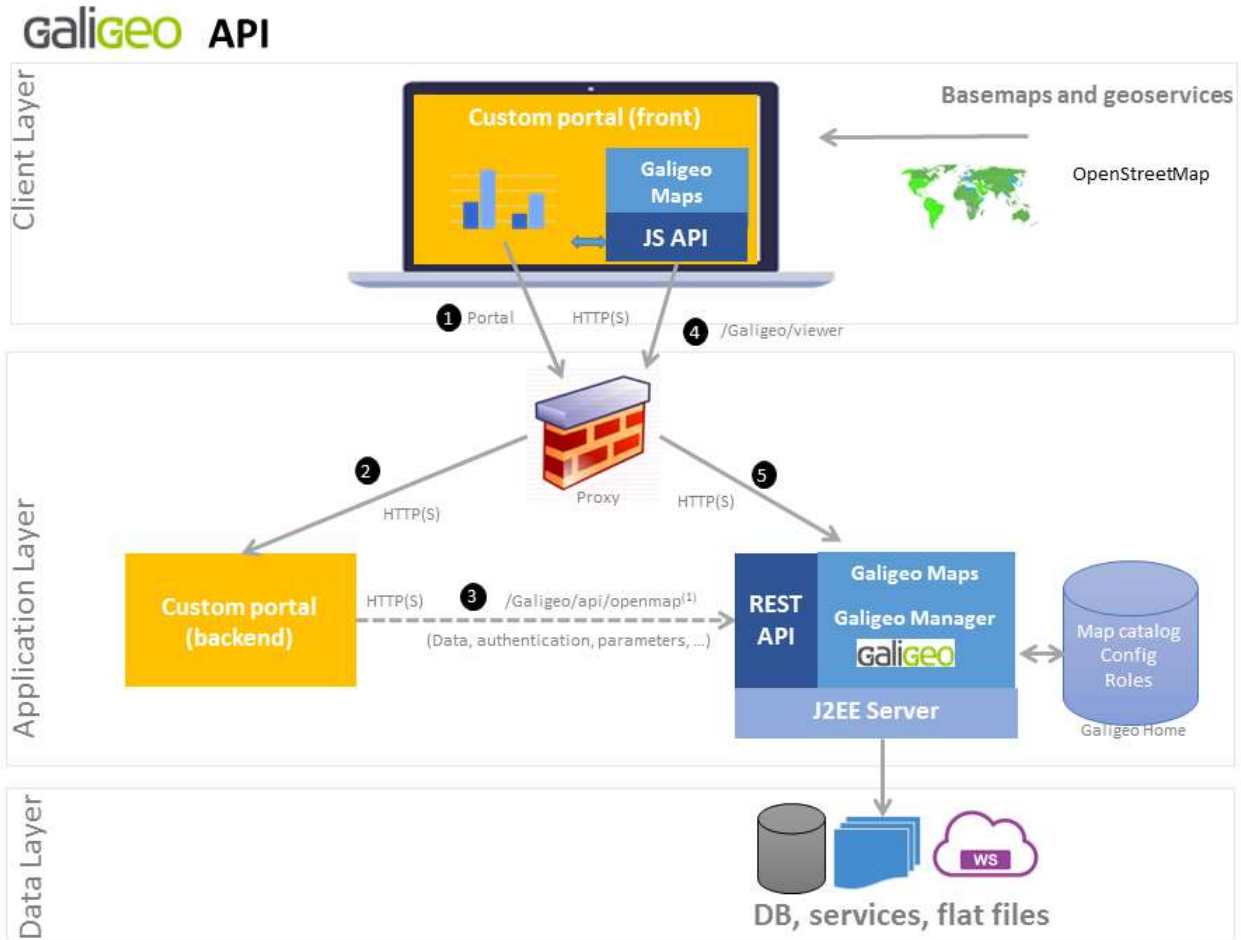 Galigeo API
Client Layer
Custom portal (front)
Galigeo
Maps
JS API
Basemaps and geoservices
OpenStreetMap
1 Portal
HTTP(S)
4 /Galigeo/viewer
Application Layer
Proxy
2
HTTP(S)
5
HTTP(S)
Custom portal
(backend)
HTTP(S) 3 /Galigeo/api/openmap(1)
(Data, authentication, parameters, ...)
REST
API
Galigeo Maps
Galigeo Manager
Galigeo
J2EE Server
Map catalog
Config
Roles
Galigeo Home
Data Layer
WS
DB, services, flat files